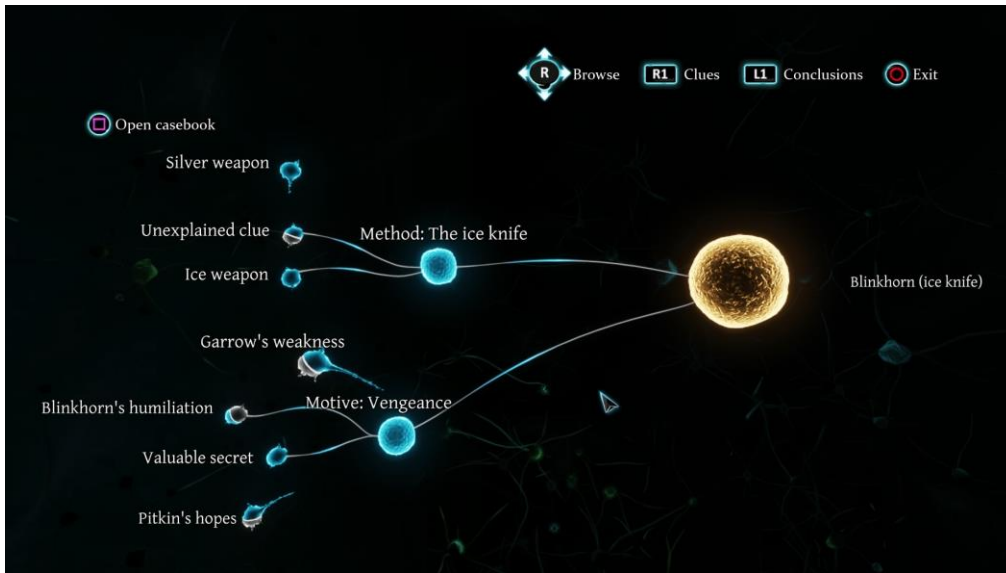 R Browse R1 Clues L1 Conclusions Exit
Open casebook
Silver weapon
Unexplained clue
Method: The ice knife
Ice weapon
Blinkhorn (ice knife)
Garrow's weakness
Blinkhorn's humiliation
Motive: Vengeance
Valuable secret
Pitkin's hopes